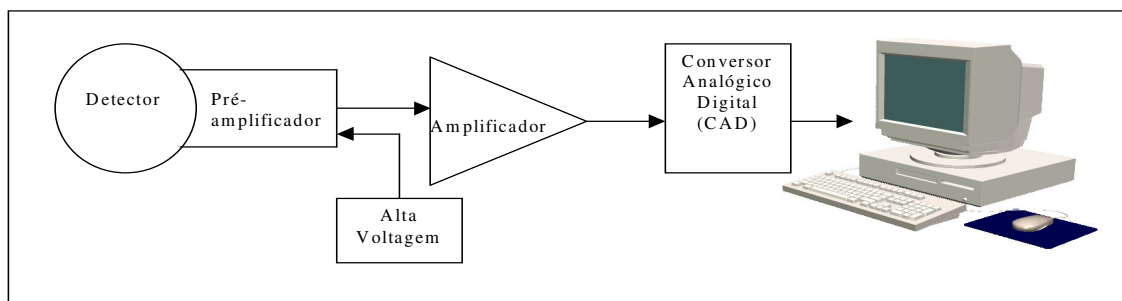 Detector
Pré-
amplificador
Amplificador
Conversor
Analógico
Digital
(CAD)
Alta
Voltagem